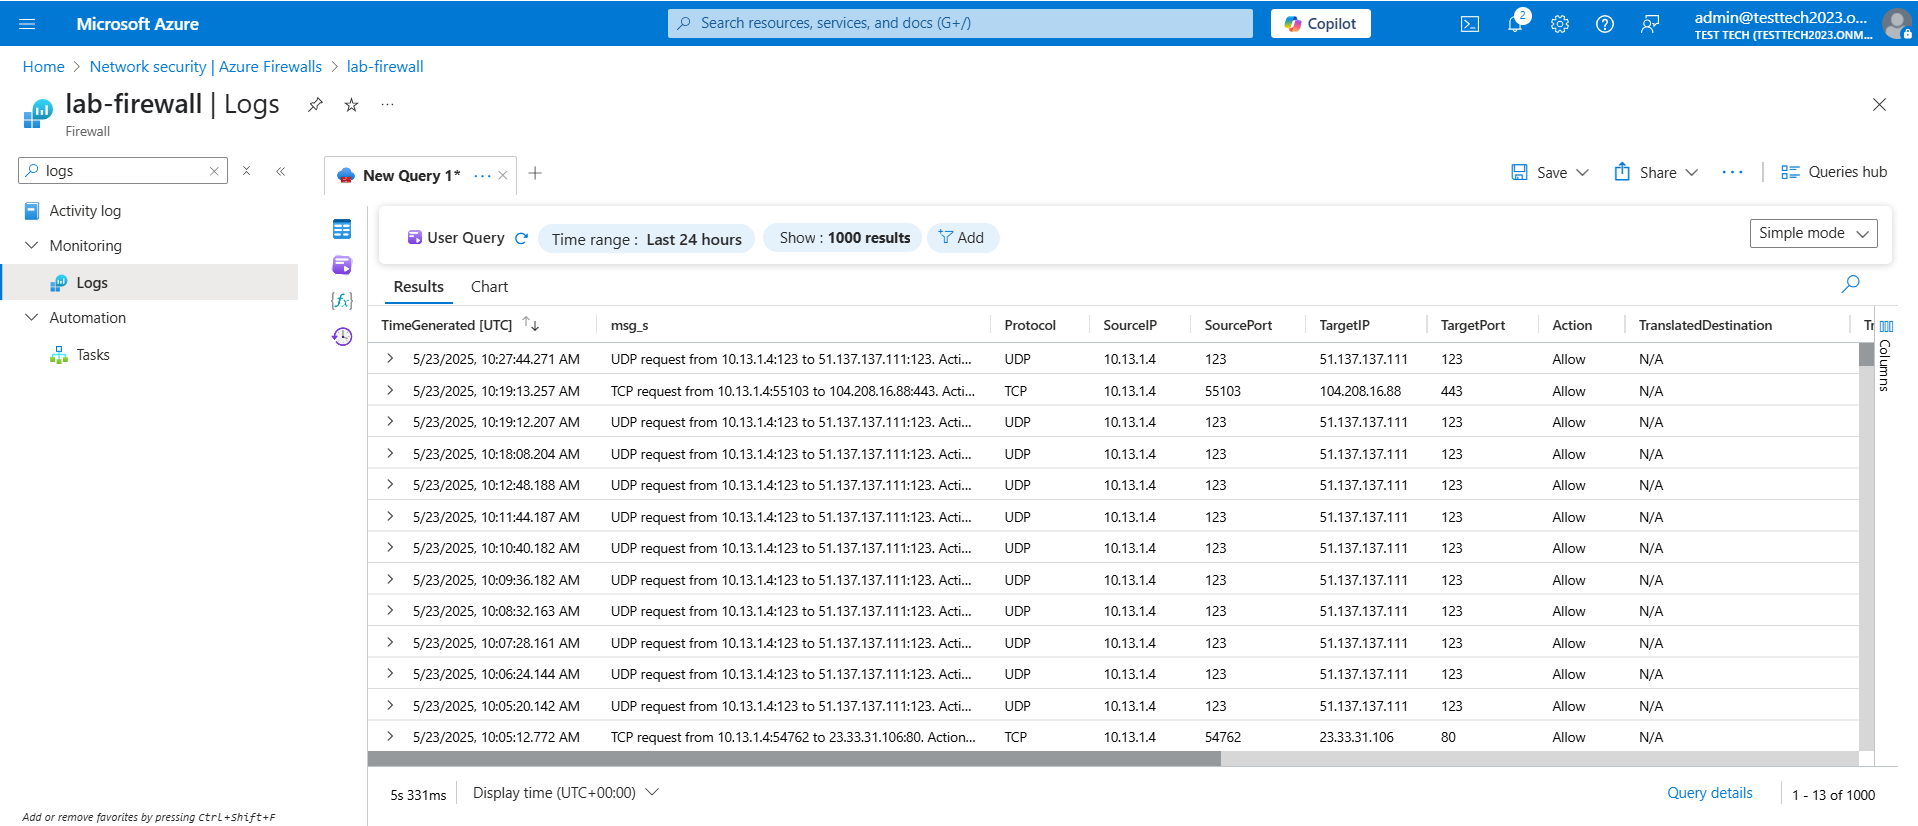 Microsoft Azure
Search resources, services, and docs (G+/)
Copilot
2
admin@testtech2023.o...
TEST TECH (TESTTECH2023.ONM...
Home > Network security | Azure Firewalls > lab-firewall
lab-firewall | Logs
Firewall
logs
Activity log
Monitoring
Logs
Automation
Tasks
Add or remove favorites by pressing Ctrl+Shift+F
New Query 1*
Save
Share
Queries hub
User Query
Time range : Last 24 hours
Show : 1000 results
Add
Simple mode
Results Chart
TimeGenerated [UTC] msg_s Protocol SourceIP SourcePort TargetIP TargetPort Action TranslatedDestination Tr
Columns
5/23/2025, 10:27:44.271 AM UDP request from 10.13.1.4:123 to 51.137.137.111:123. Acti... UDP 10.13.1.4 123 51.137.137.111 123 Allow N/A
5/23/2025, 10:19:13.257 AM TCP request from 10.13.1.4:55103 to 104.208.16.88:443. Acti... TCP 10.13.1.4 55103 104.208.16.88 443 Allow N/A
5/23/2025, 10:19:12.207 AM UDP request from 10.13.1.4:123 to 51.137.137.111:123. Acti... UDP 10.13.1.4 123 51.137.137.111 123 Allow N/A
5/23/2025, 10:18:08.204 AM UDP request from 10.13.1.4:123 to 51.137.137.111:123. Acti... UDP 10.13.1.4 123 51.137.137.111 123 Allow N/A
5/23/2025, 10:12:48.188 AM UDP request from 10.13.1.4:123 to 51.137.137.111:123. Acti... UDP 10.13.1.4 123 51.137.137.111 123 Allow N/A
5/23/2025, 10:11:44.187 AM UDP request from 10.13.1.4:123 to 51.137.137.111:123. Acti... UDP 10.13.1.4 123 51.137.137.111 123 Allow N/A
5/23/2025, 10:10:40.182 AM UDP request from 10.13.1.4:123 to 51.137.137.111:123. Acti... UDP 10.13.1.4 123 51.137.137.111 123 Allow N/A
5/23/2025, 10:09:36.182 AM UDP request from 10.13.1.4:123 to 51.137.137.111:123. Acti... UDP 10.13.1.4 123 51.137.137.111 123 Allow N/A
5/23/2025, 10:08:32.163 AM UDP request from 10.13.1.4:123 to 51.137.137.111:123. Acti... UDP 10.13.1.4 123 51.137.137.111 123 Allow N/A
5/23/2025, 10:07:28.161 AM UDP request from 10.13.1.4:123 to 51.137.137.111:123. Acti... UDP 10.13.1.4 123 51.137.137.111 123 Allow N/A
5/23/2025, 10:06:24.144 AM UDP request from 10.13.1.4:123 to 51.137.137.111:123. Acti... UDP 10.13.1.4 123 51.137.137.111 123 Allow N/A
5/23/2025, 10:05:20.142 AM UDP request from 10.13.1.4:123 to 51.137.137.111:123. Acti... UDP 10.13.1.4 123 51.137.137.111 123 Allow N/A
5/23/2025, 10:05:12.772 AM TCP request from 10.13.1.4:54762 to 23.33.31.106:80. Action... TCP 10.13.1.4 54762 23.33.31.106 80 Allow N/A
5s 331ms
Display time (UTC+00:00)
Query details
1 - 13 of 1000